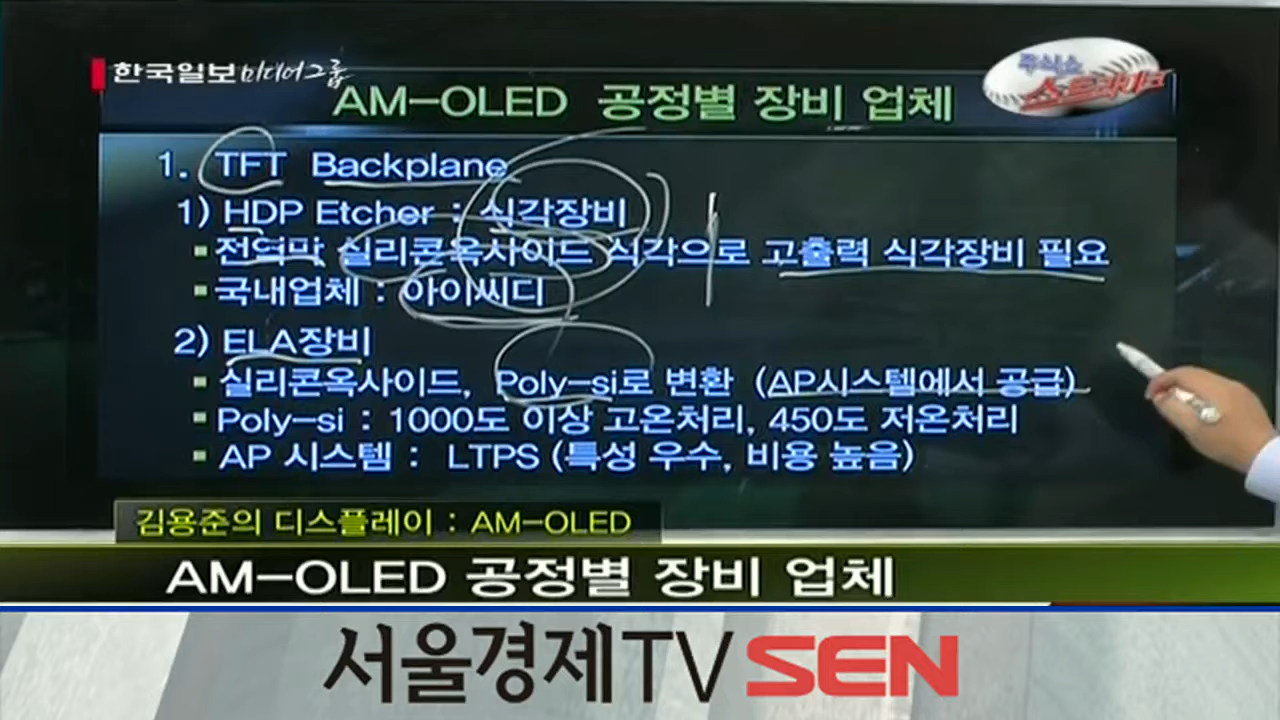 한국일보미디어그룹
주식쇼
스트라이크
AM-OLED 공정별 장비 업체
1. TFT Backplane
1) HDP Etcher : 식각장비
▪전역막 실리콘옥사이드 식각으로 고출력 식각장비 필요
▪국내업체 : 아이씨디
2) ELA장비
▪실리콘옥사이드, Poly-si로 변환 (AP시스템에서 공급)
▪Poly-si : 1000도 이상 고온처리, 450도 저온처리
▪AP 시스템 : LTPS (특성 우수, 비용 높음)
김용준의 디스플레이 : AM-OLED
AM-OLED 공정별 장비 업체
서울경제TV SEN